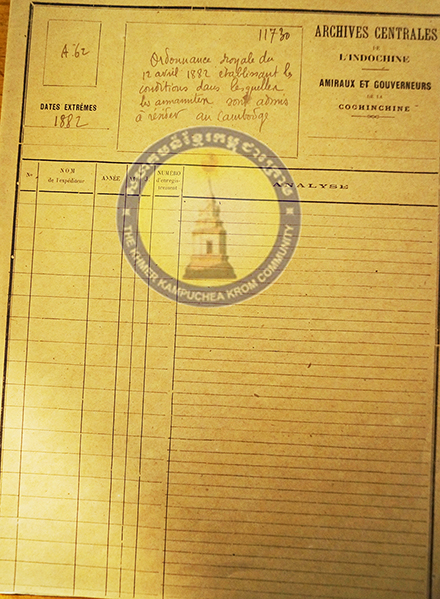 11730
A 62
Ordonnance royale du
12 avril 1882 établissant les
conditions dans lesquelles
les annamites sont admis
à résider au Cambodge
DATES EXTRÊMES
1882
ARCHIVES CENTRALES
DE
L'INDOCHINE
AMIRAUX ET GOUVERNEURS
DE LA
COCHINCHINE
Nos
NOM
de l'expéditeur
ANNÉE
NUMÉRO
d'enregis-
trement
ANALYSE
THE KHMER KAMPUCHEA KROM COMMUNITY